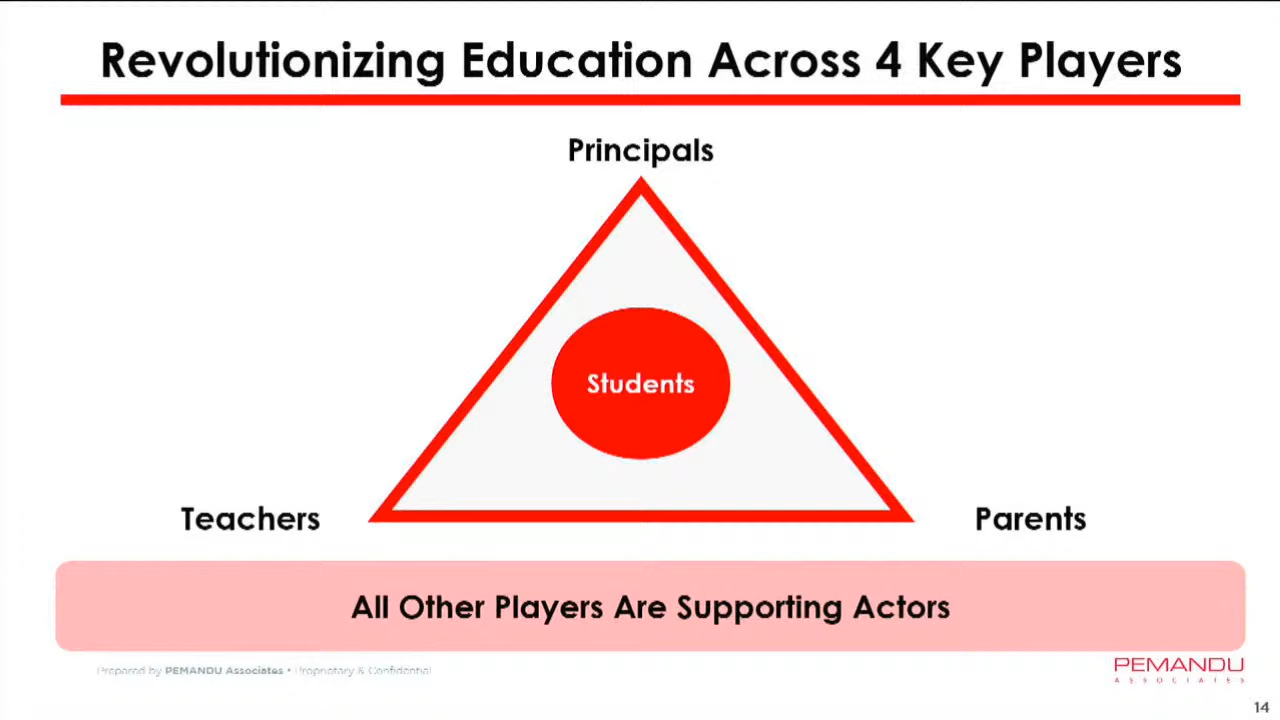 Revolutionizing Education Across 4 Key Players
Principals
Students
Teachers
Parents
All Other Players Are Supporting Actors
Prepared by PEMANDU Associates • Proprietary & Confidential
PEMANDU
ASSOCIATES
14